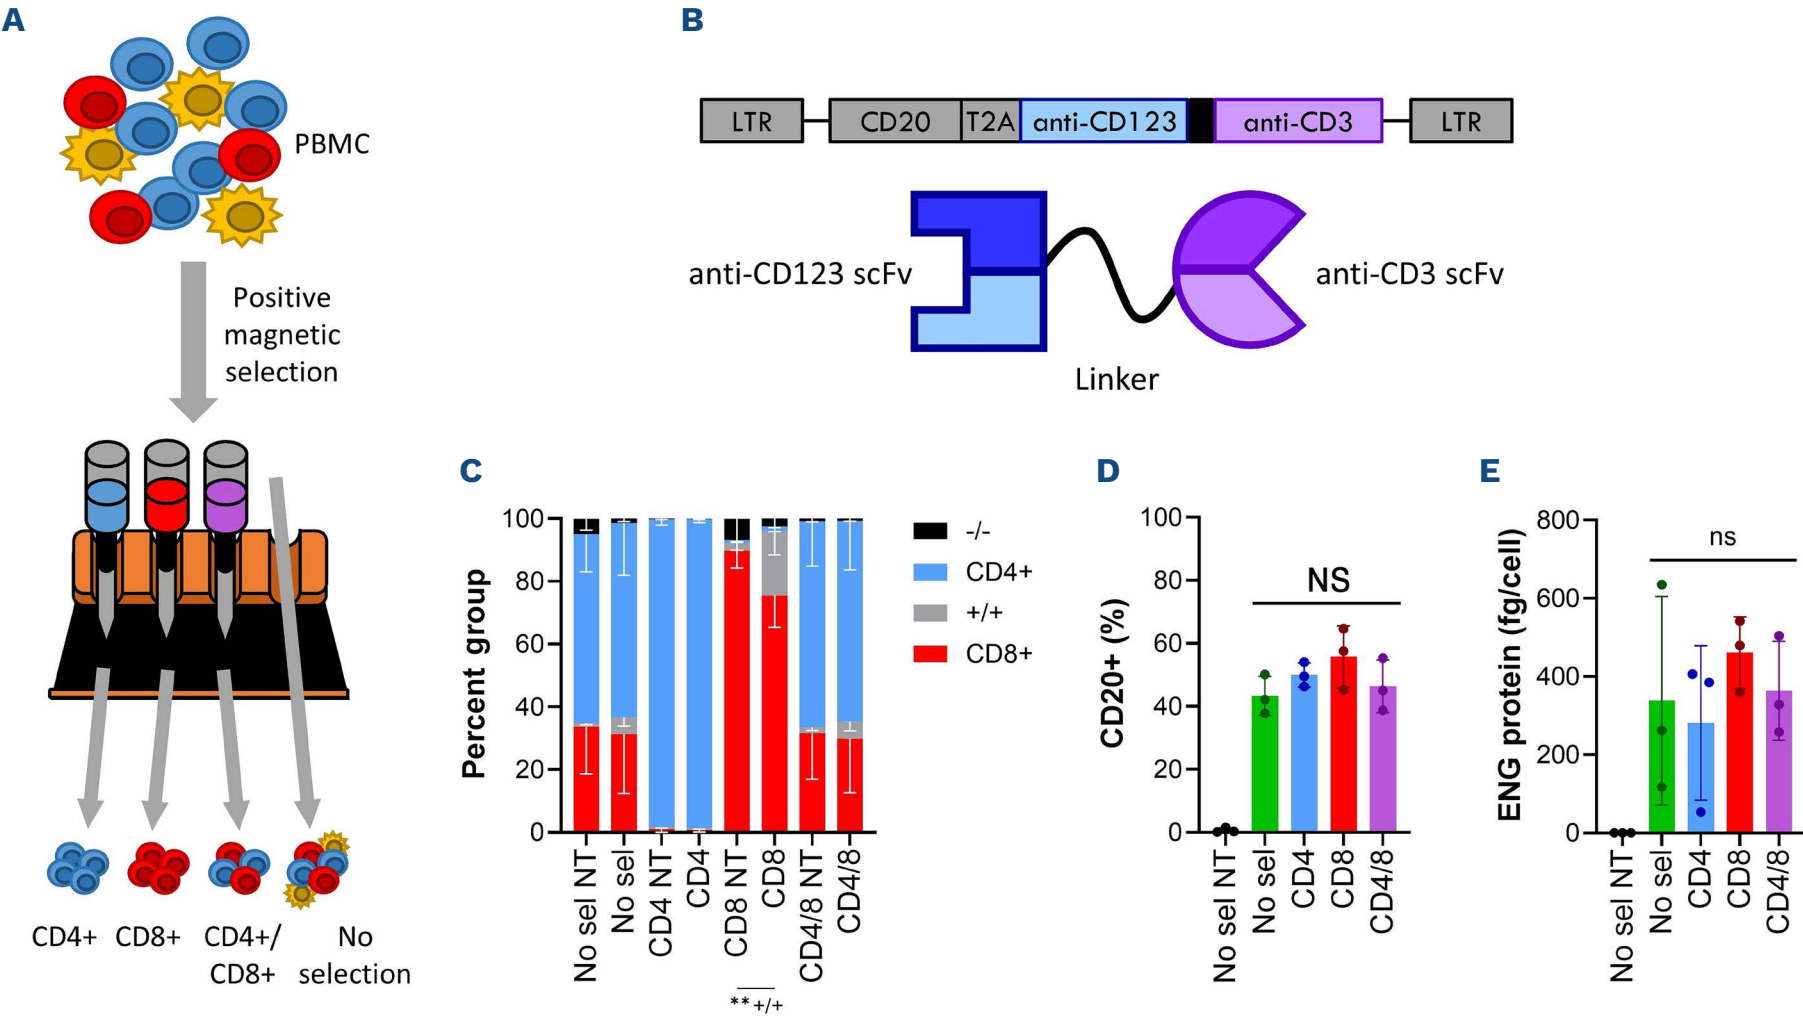 A
PBMC
Positive
magnetic
selection
CD4+
CD8+
CD4+/
CD8+
No
selection
B
LTR
CD20
T2A
anti-CD123
anti-CD3
LTR
anti-CD123 scFv
anti-CD3 scFv
Linker
C
Percent group
100
80
60
40
20
0
No sel NT
No sel
CD4 NT
CD4
CD8 NT
CD8
CD4/8 NT
CD4/8
**+/+
-/-
CD4+
+/+
CD8+
D
CD20+ (%)
100
80
60
40
20
0
NS
No sel NT
No sel
CD4
CD8
CD4/8
E
ENG protein (fg/cell)
800
600
400
200
0
ns
No sel NT
No sel
CD4
CD8
CD4/8